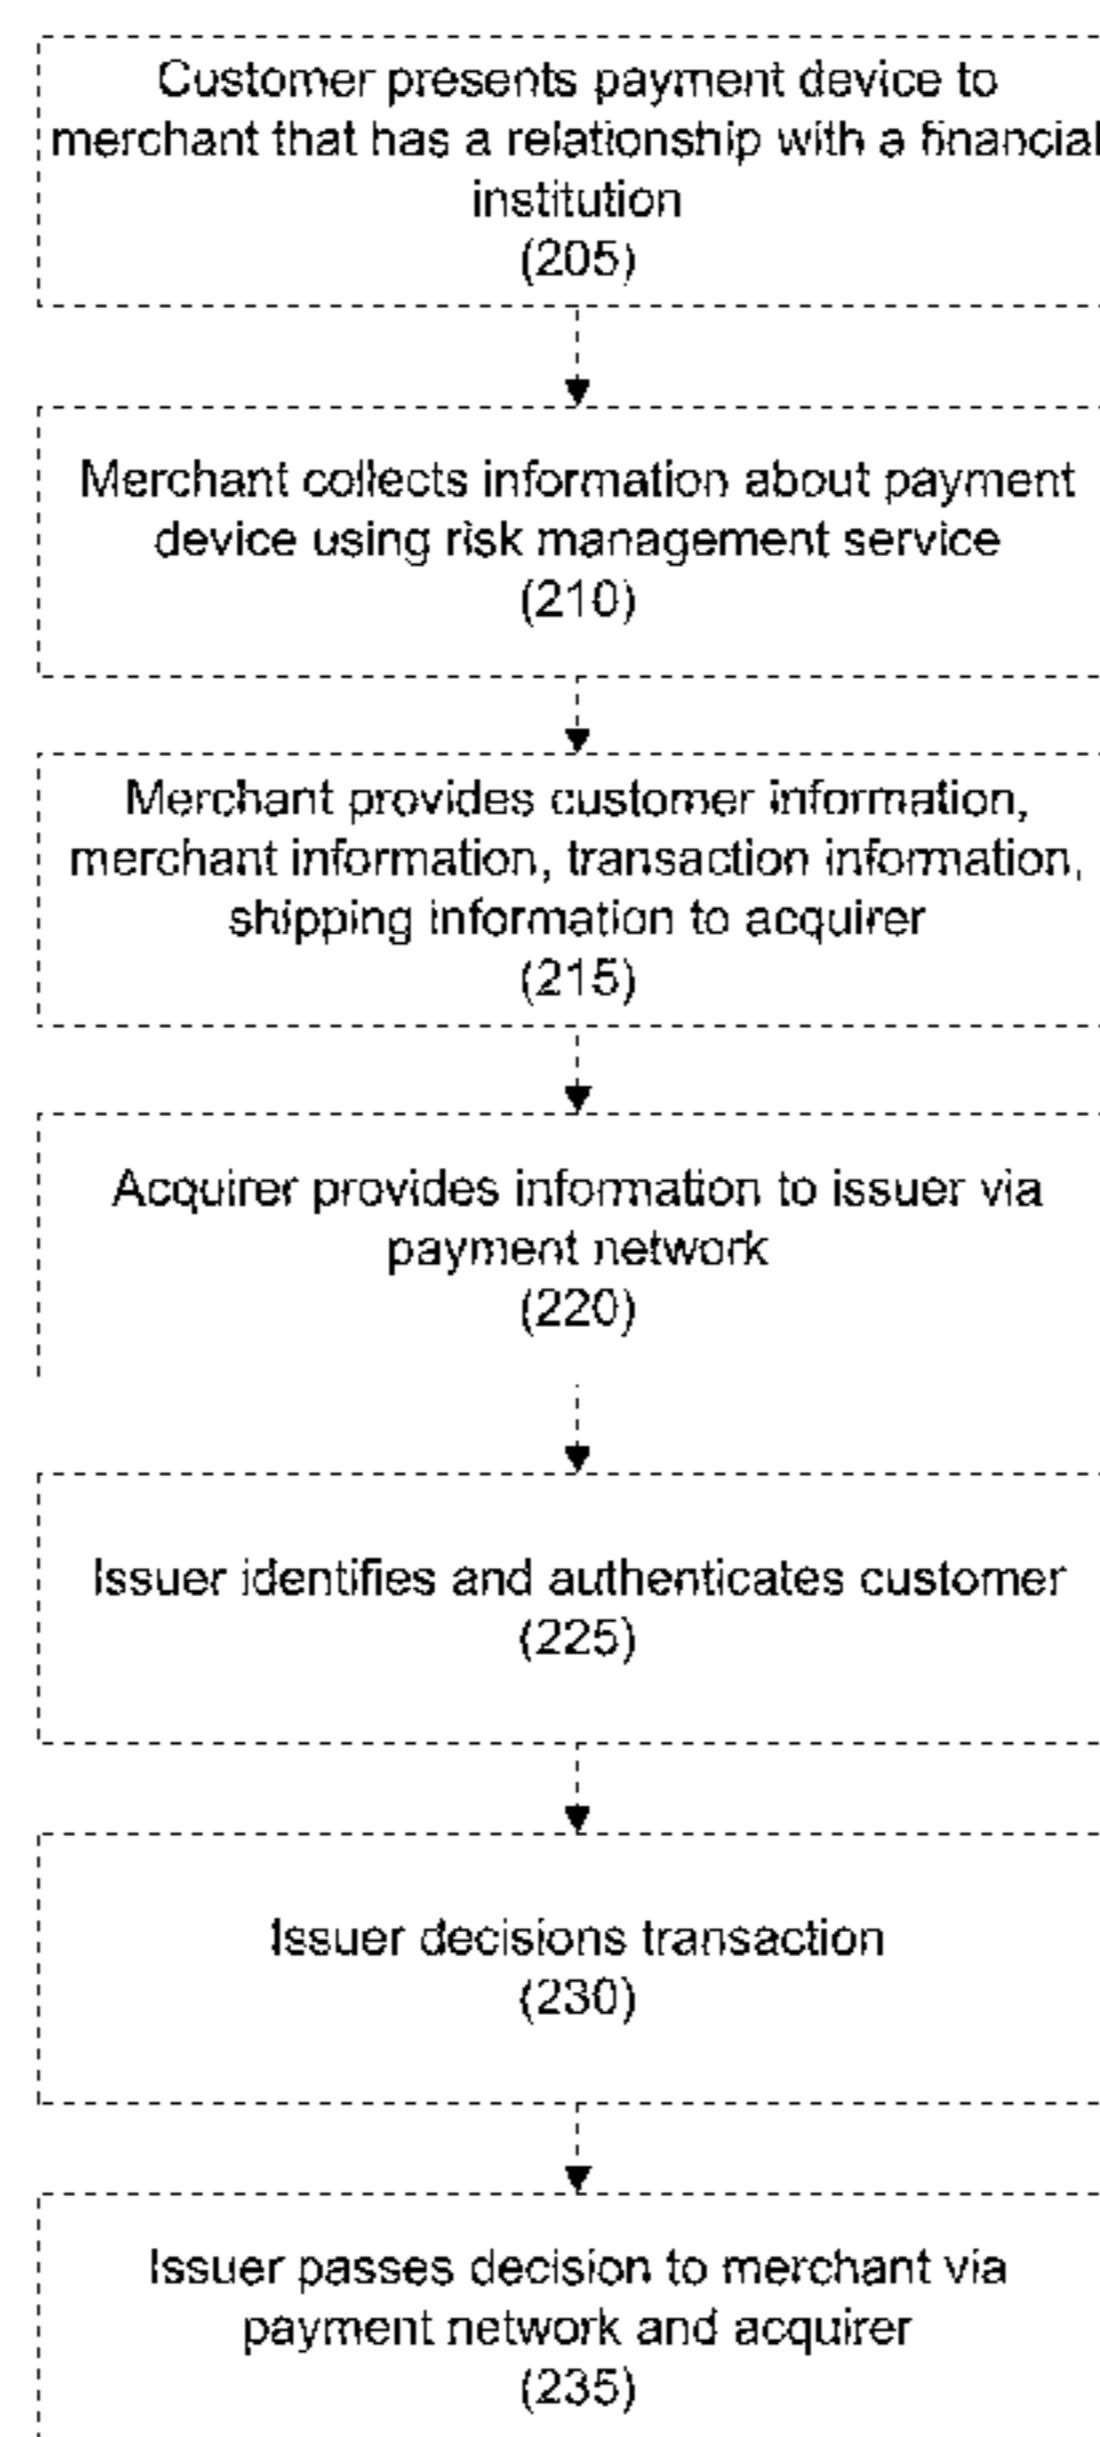 Customer presents payment device to
merchant that has a relationship with a financial
institution
(205)
Merchant collects information about payment
device using risk management service
(210)
Merchant provides customer information,
merchant information, transaction information,
shipping information to acquirer
(215)
Acquirer provides information to issuer via
payment network
(220)
Issuer identifies and authenticates customer
(225)
Issuer decisions transaction
(230)
Issuer passes decision to merchant via
payment network and acquirer
(235)